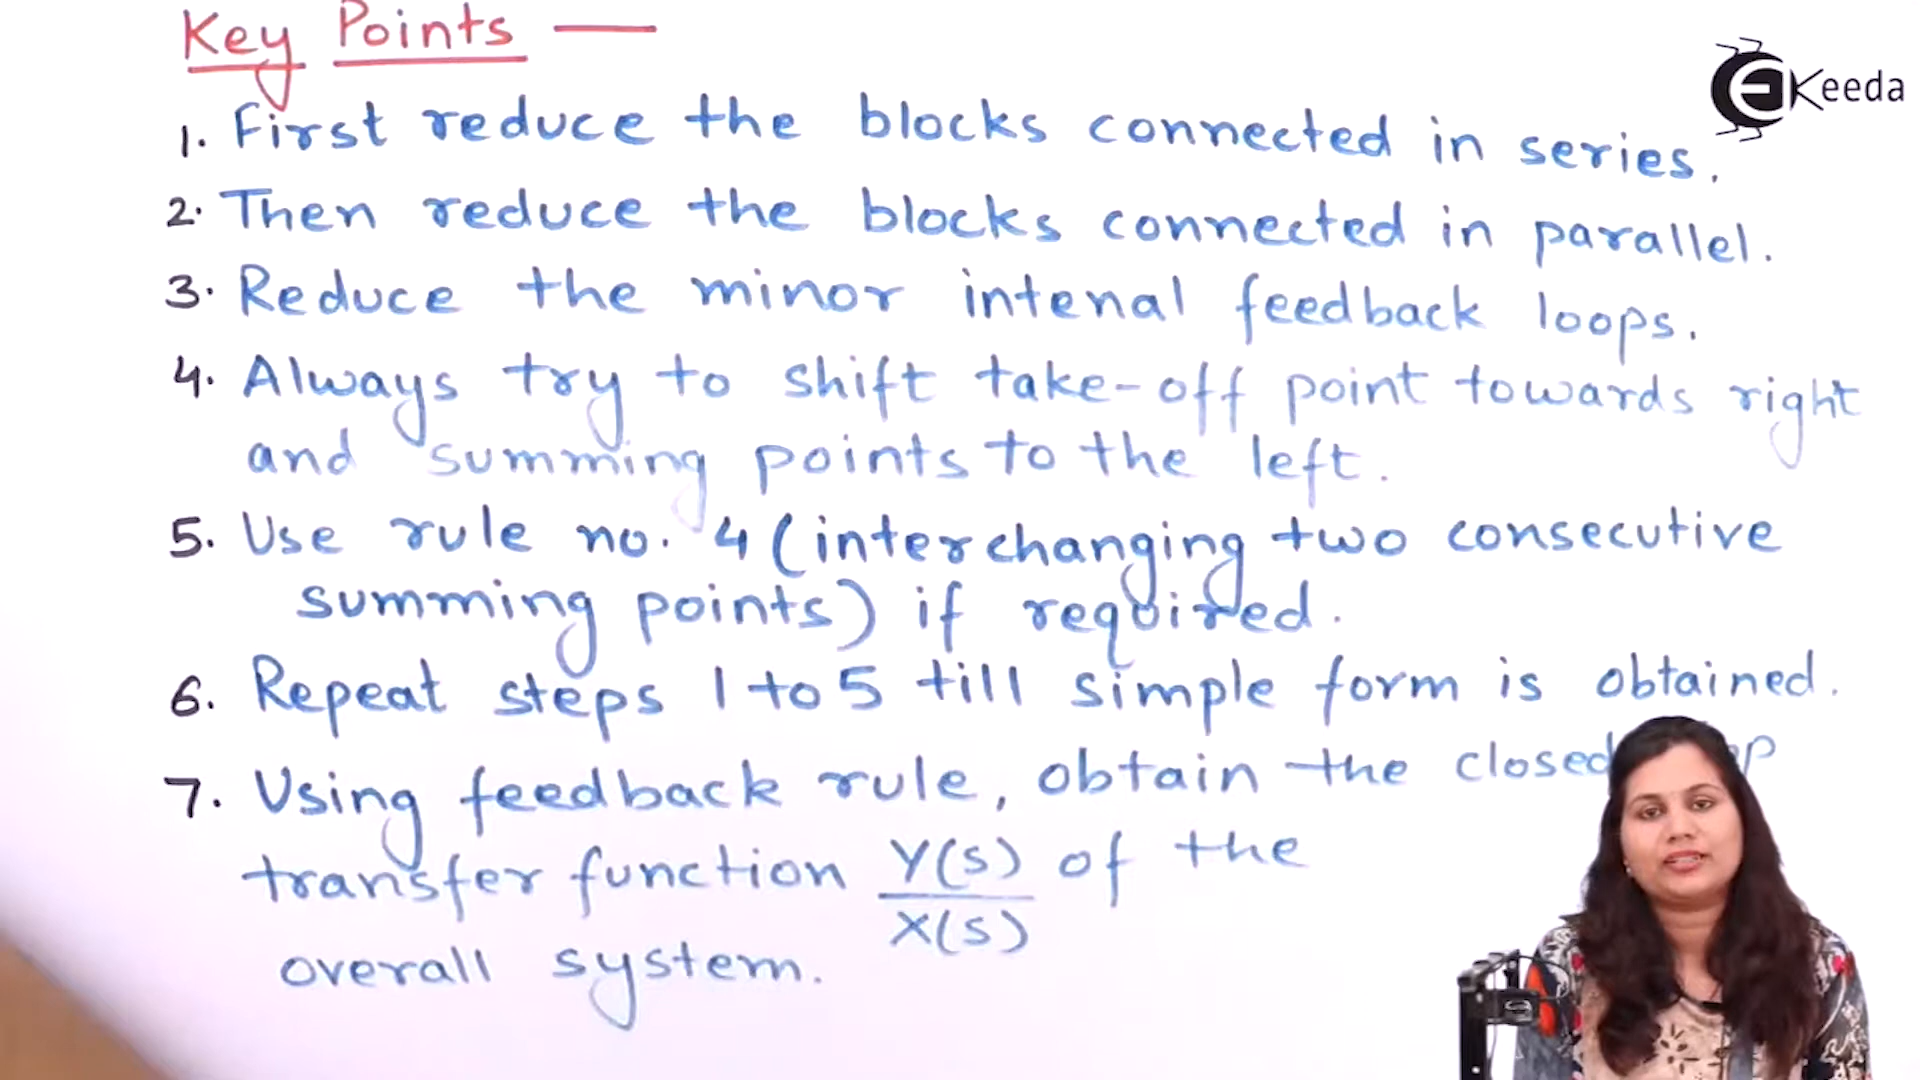 Key Points —
Keeda
1. First reduce the blocks connected in series.
2. Then reduce the blocks connected in parallel.
3. Reduce the minor intenal feedback loops.
4. Always try to shift take-off point towards right
and summing points to the left.
5. Use rule no. 4 (interchanging two consecutive
summing points) if required.
6. Repeat steps 1 to 5 till simple form is obtained.
7. Using feedback rule, obtain the closed
transfer function Y(s) of the
X(s)
overall system.